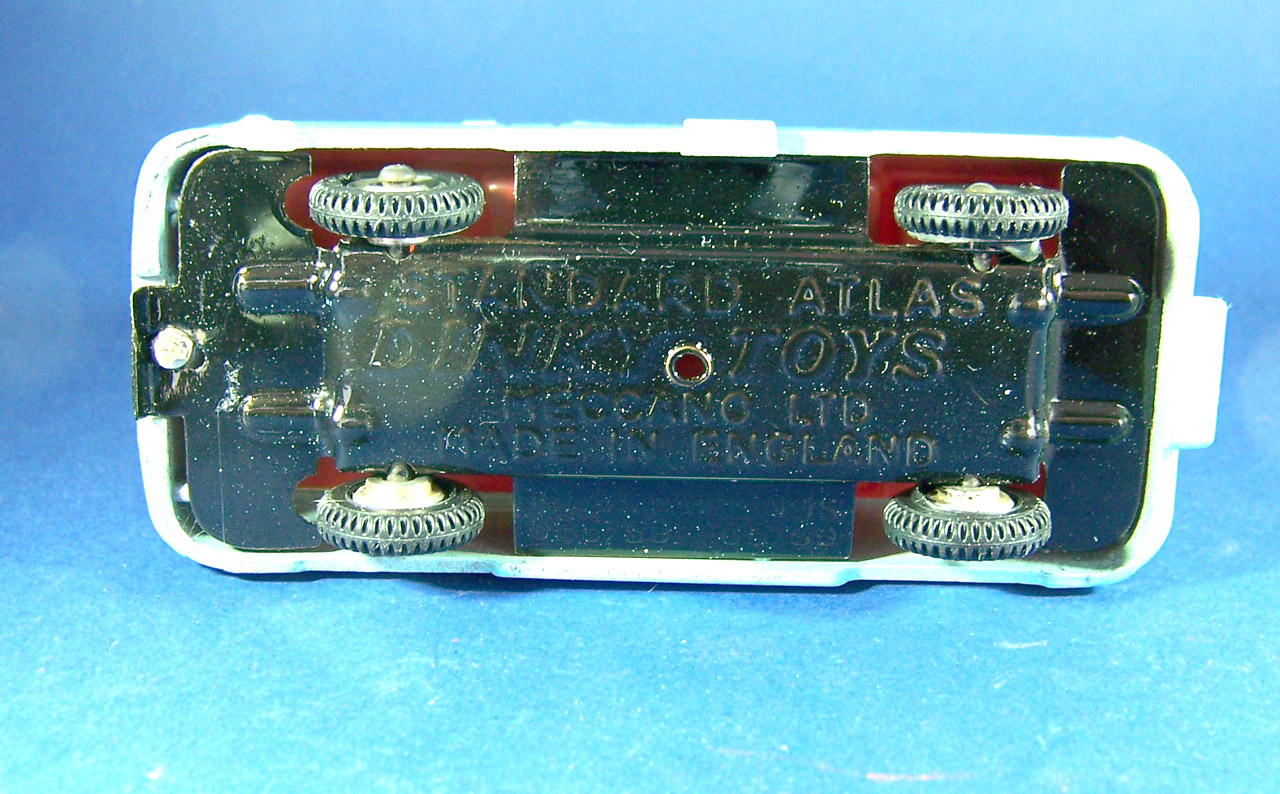 STANDARD ATLAS
DINKY TOYS
MECCANO LTD
MADE IN ENGLAND